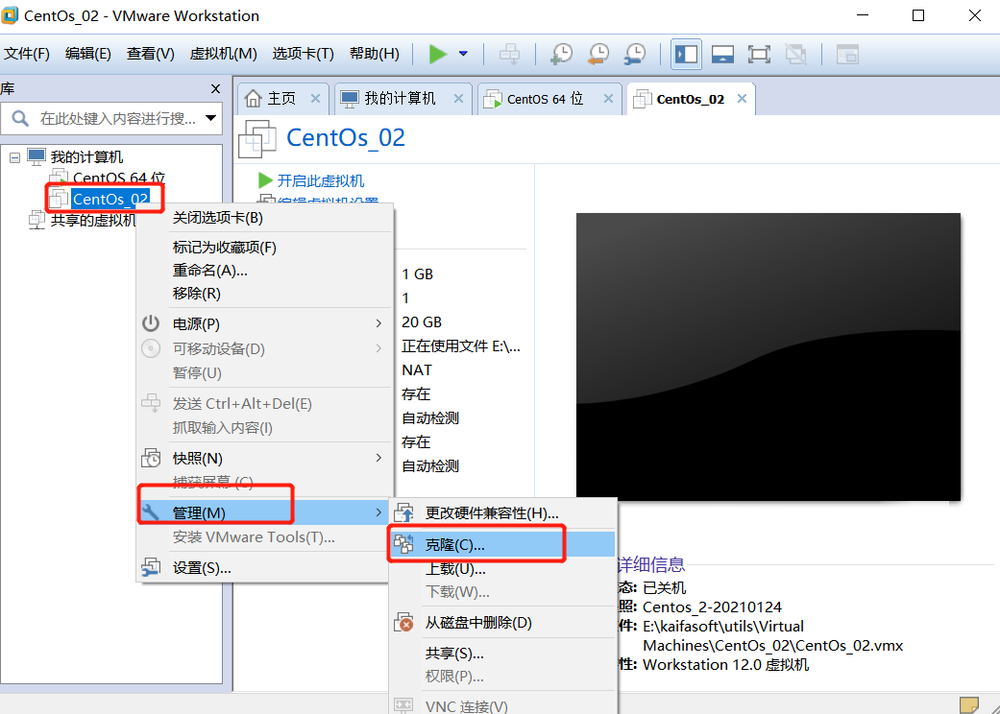 CentOs_02 - VMware Workstation
文件(F) 编辑(E) 查看(V) 虚拟机(M) 选项卡(T) 帮助(H)
库
在此处键入内容进行搜...
我的计算机
CentOS 64 位
CentOs_02
共享的虚拟机
主页
我的计算机
CentOS 64 位
CentOs_02
CentOs_02
开启此虚拟机
编辑虚拟机设置
1 GB
1
20 GB
正在使用文件 E:\...
NAT
存在
自动检测
存在
自动检测
关闭选项卡(B)
标记为收藏项(F)
重命名(A)...
移除(R)
电源(P)
可移动设备(D)
暂停(U)
发送 Ctrl+Alt+Del(E)
抓取输入内容(I)
快照(N)
捕获屏幕 (C)
管理(M)
安装 VMware Tools(T)...
设置(S)...
更改硬件兼容性(H)...
克隆(C)...
上载(U)...
下载(W)...
从磁盘中删除(D)
共享(S)...
权限(P)...
VNC 连接(V)
详细信息
态: 已关机
照: Centos_2-20210124
件: E:\kaifasoft\utils\Virtual
Machines\CentOs_02\CentOs_02.vmx
性: Workstation 12.0 虚拟机